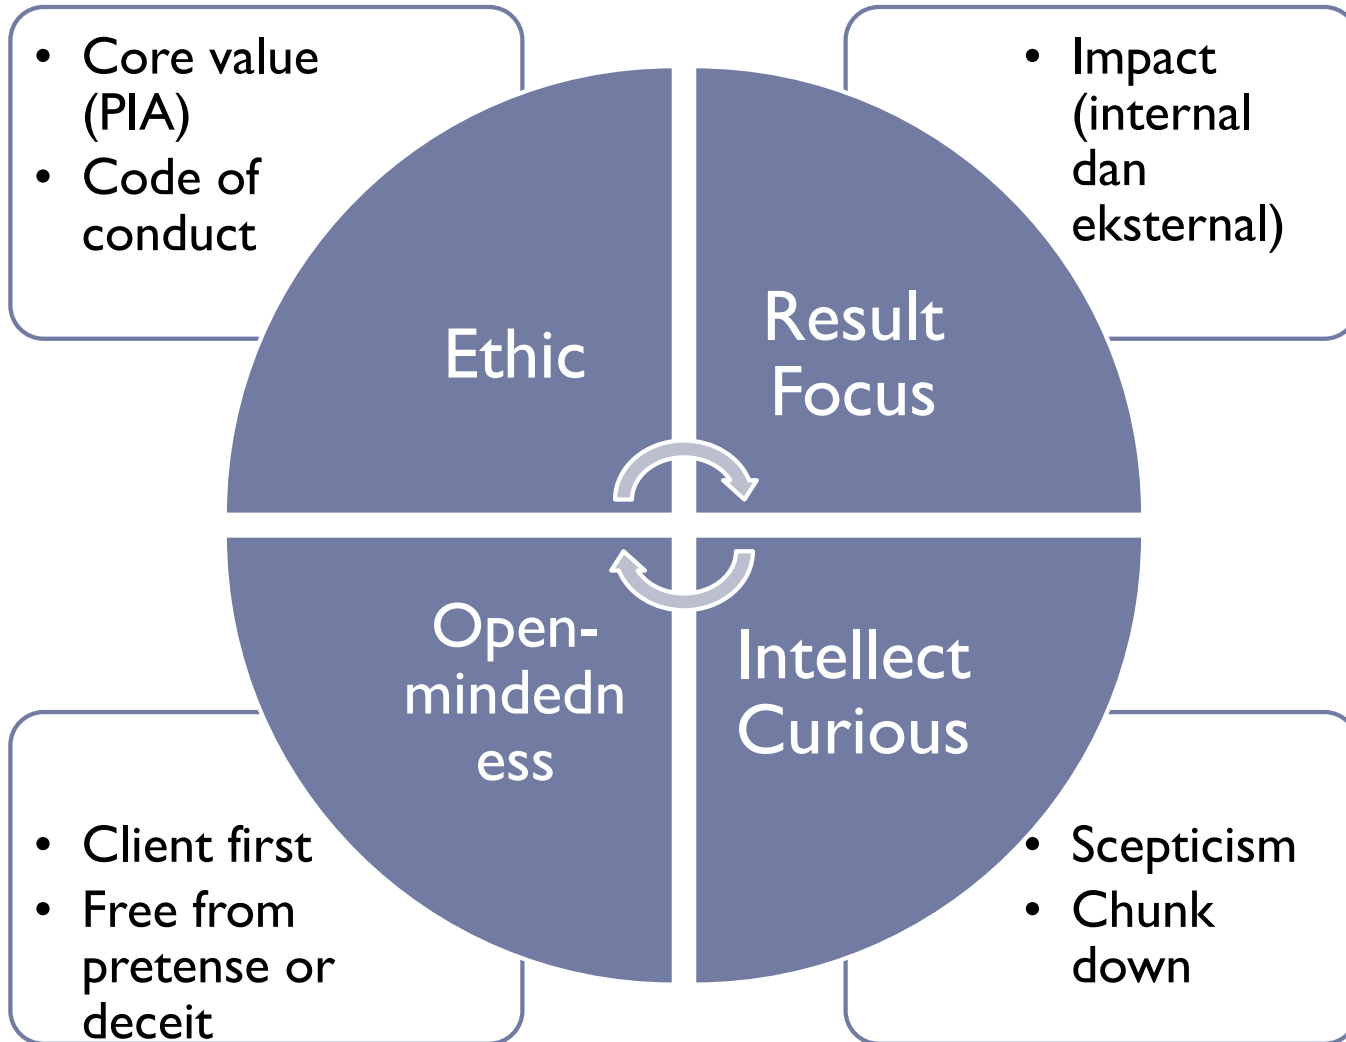 • Core value
(PIA)
• Code of
conduct
• Impact
(internal
dan
eksternal)
Ethic
Result
Focus
Open-
mindedn
ess
Intellect
Curious
• Client first
• Free from
pretense or
deceit
• Scepticism
• Chunk
down